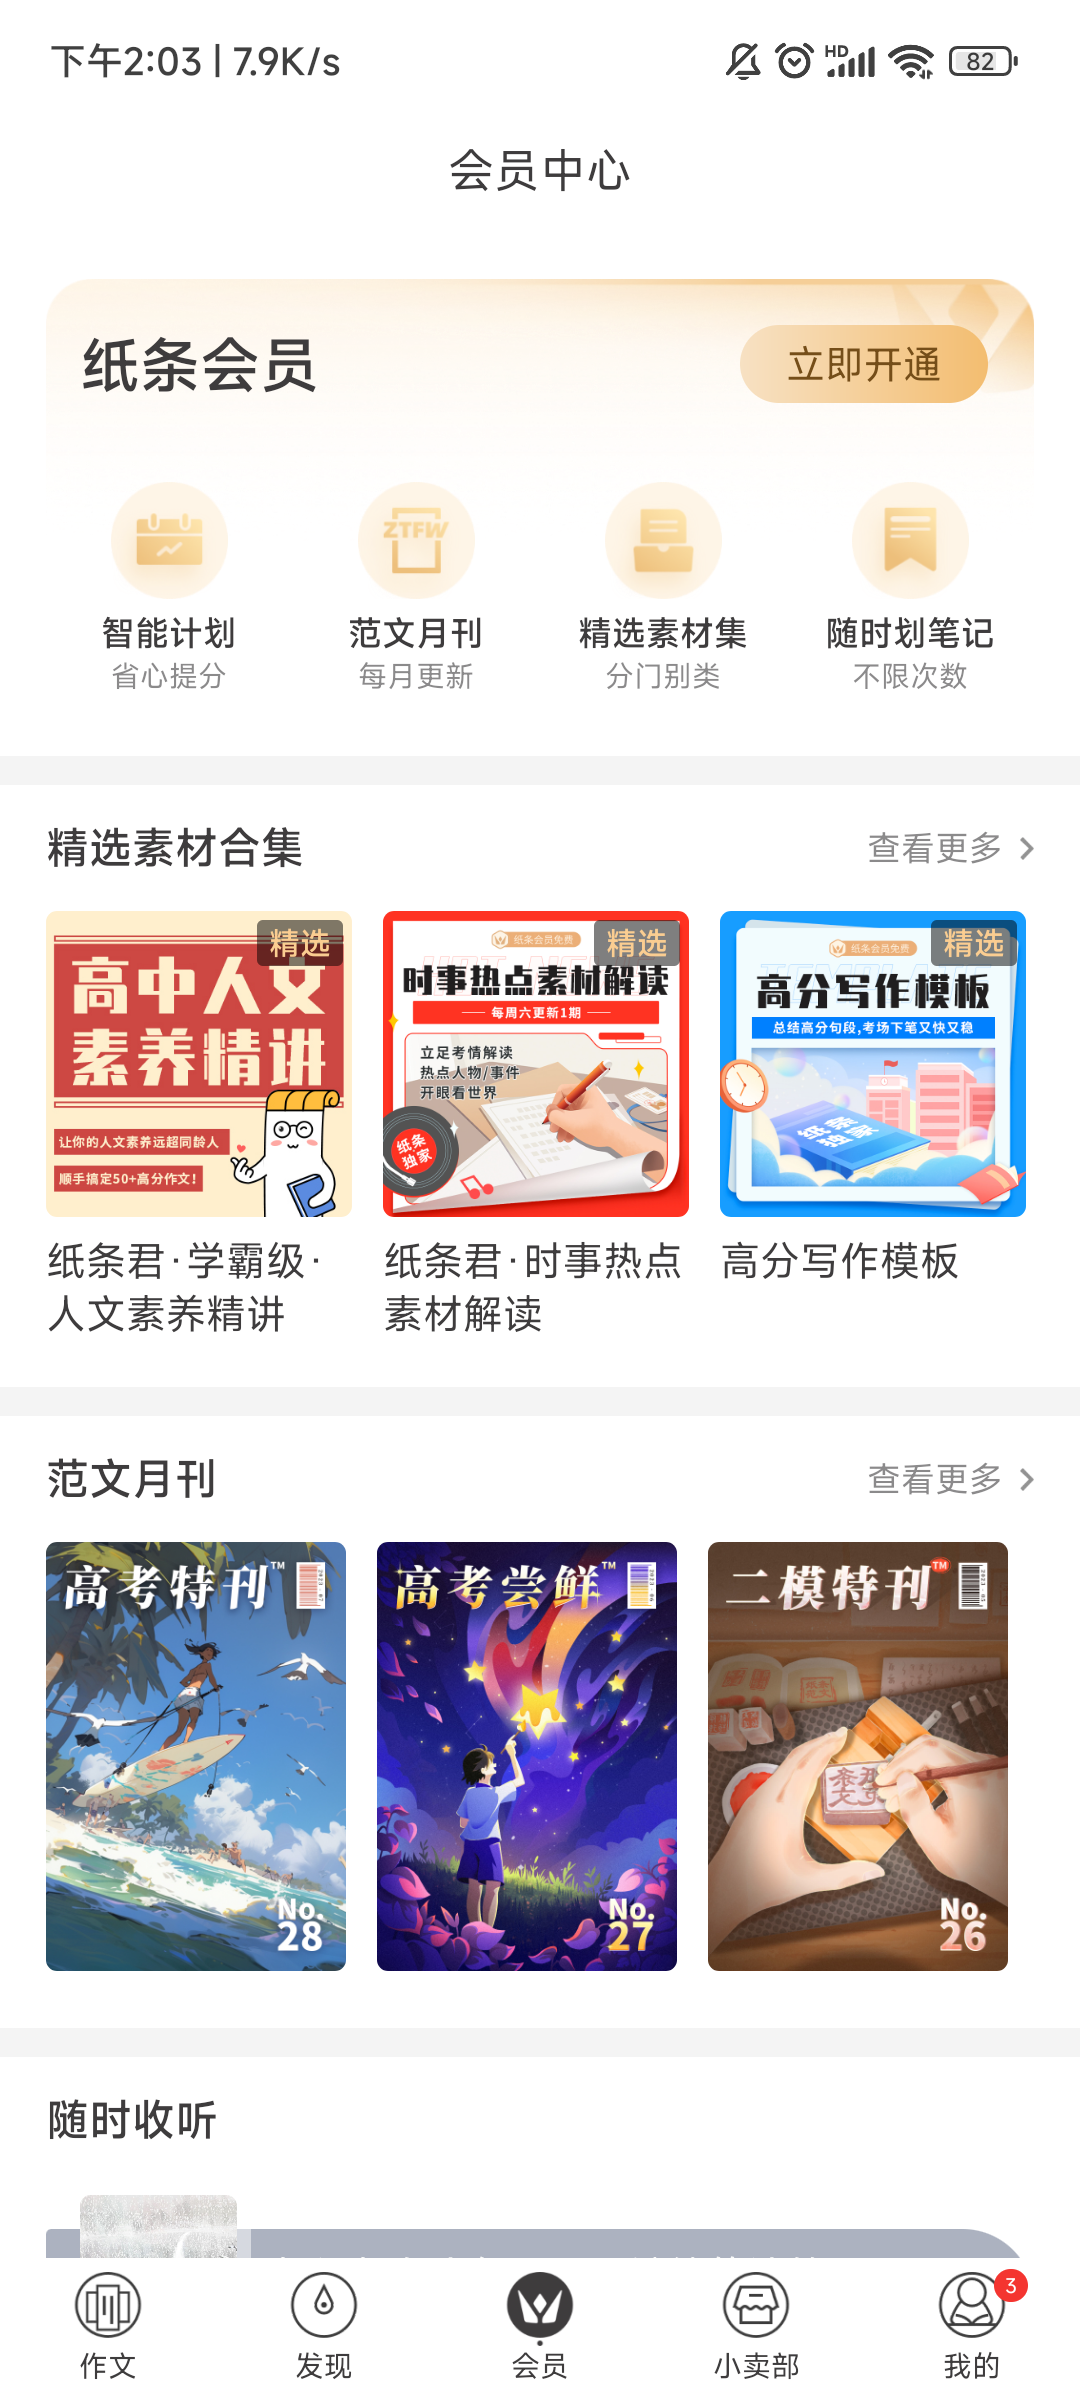 下午2:03 | 7.9K/s
HD
82
会员中心
纸条会员
立即开通
ZTFW
智能计划
范文月刊
精选素材集
随时划笔记
省心提分
每月更新
分门别类
不限次数
精选素材合集
查看更多
精选
高中人文
素养精讲
让你的人文素养远超同龄人
顺手搞定50+高分作文!
纸条会员免费
精选
时事热点素材解读
每周六更新1期
立足考情解读
热点人物/事件
开眼看世界
纸条
独家
纸条会员免费
精选
高分写作模板
总结高分句段,考场下笔又快又稳
纸条
独家
纸条君·学霸级·
人文素养精讲
纸条君·时事热点
素材解读
高分写作模板
范文月刊
查看更多
高考特刊™
No.
28
高考尝鲜™
No.
27
二模特刊™
No.
26
随时收听
作文
发现
会员
小卖部
我的
3